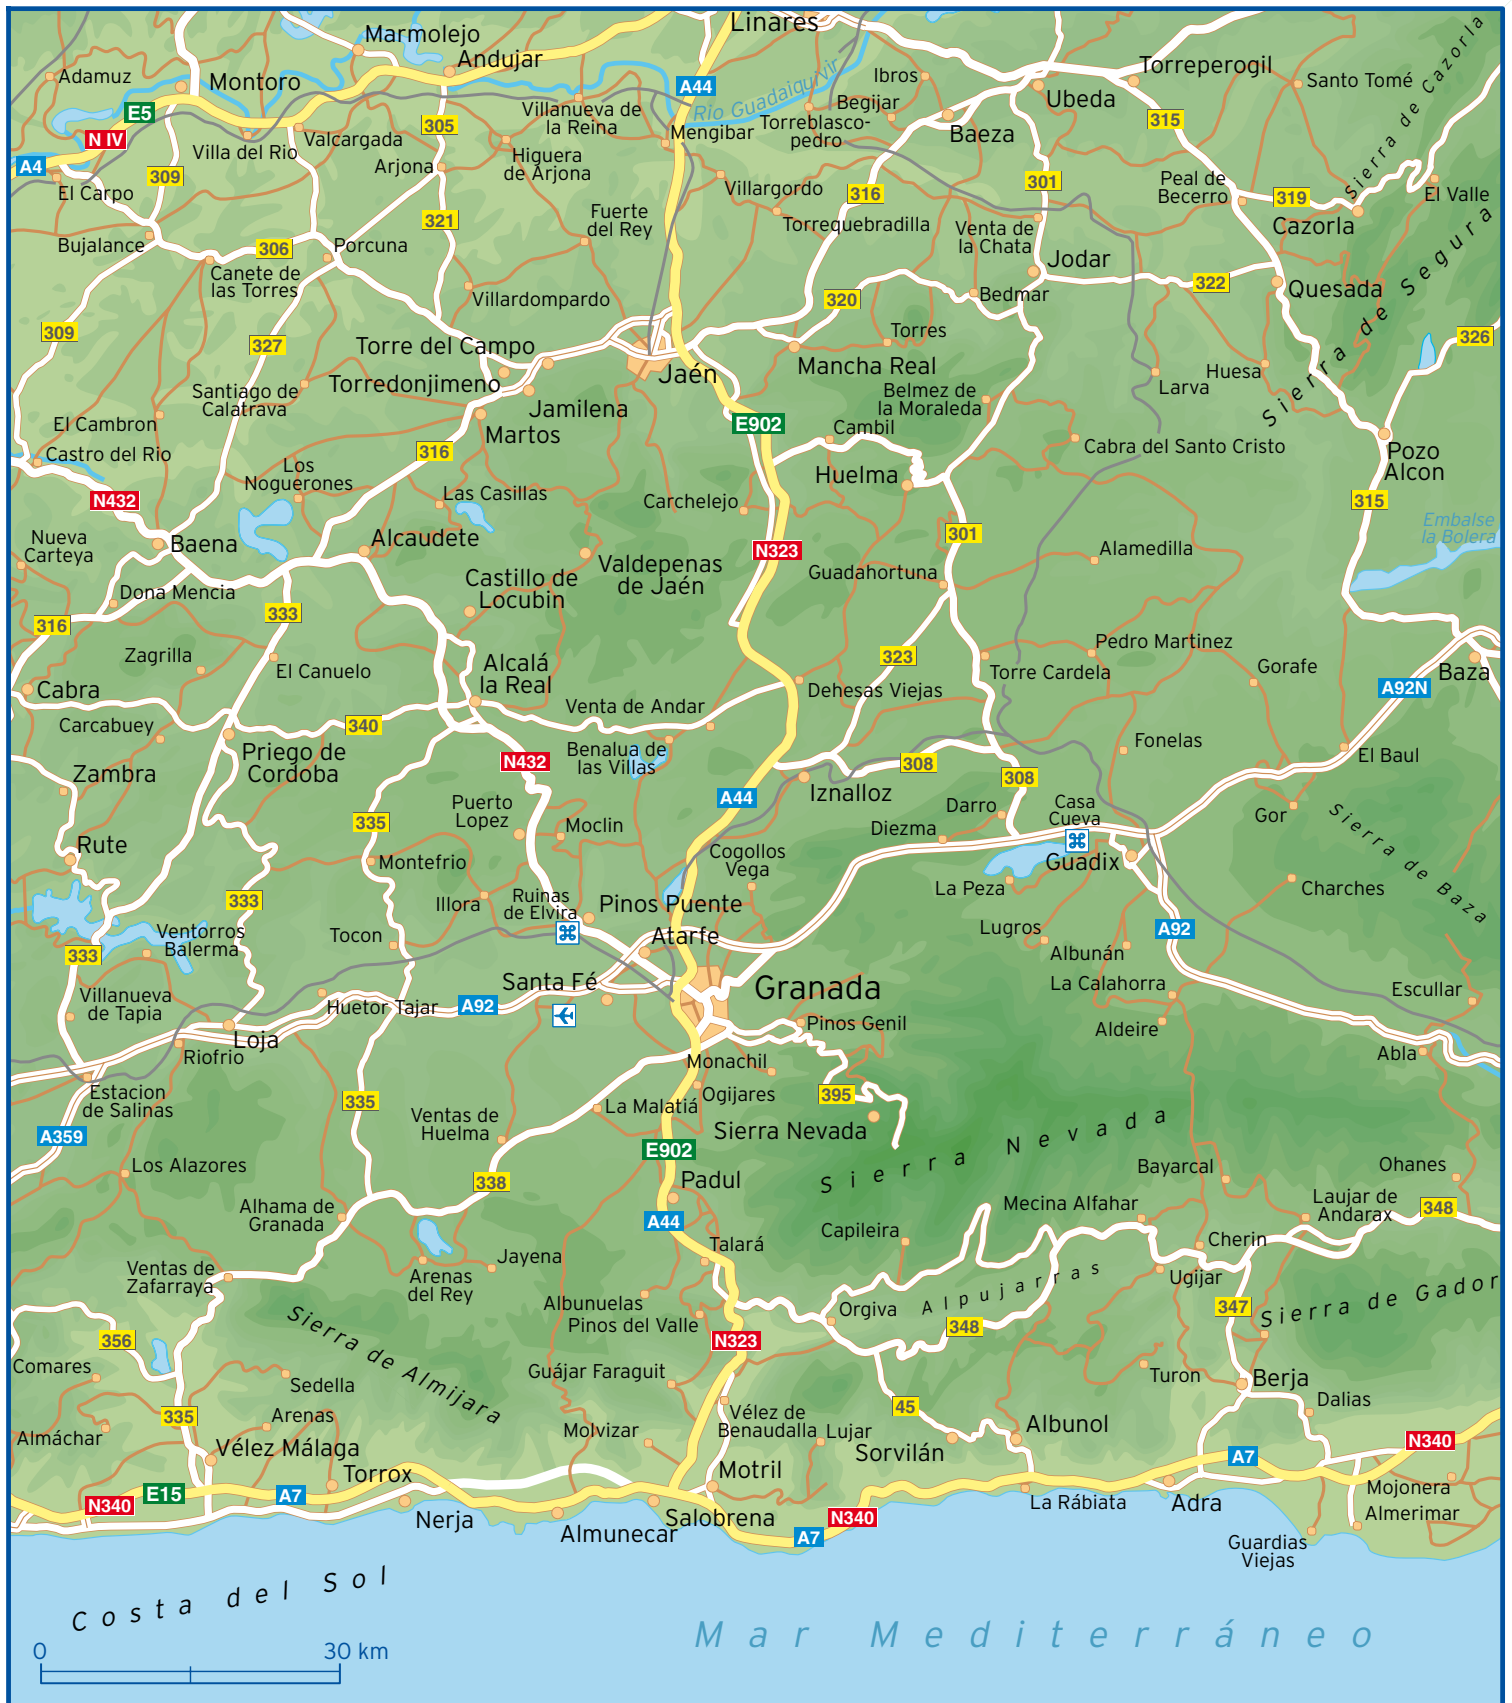 Linares
Marmolejo
Andujar
Adamuz
Montoro
A44
Rio Guadaiquivir
Ibros
Torreperogil
Santo Tomé
Sierra de Cazorla
E5
N IV
A4
Villanueva de
la Reina
Mengibar
Begijar
Torreblasco-
pedro
Ubeda
Baeza
315
305
Valcargada
Villa del Rio
Arjona
Higuera
de Arjona
309
El Carpo
Villargordo
316
301
Peal de
Becerro
319
El Valle
Cazorla
321
Fuerte
del Rey
Torrequebradilla
Venta de
la Chata
Bujalance
306
Porcuna
Canete de
las Torres
Jodar
Sierra de Segura
Villardompardo
320
Bedmar
322
Quesada
309
327
Torre del Campo
Torres
326
Torredonjimeno
Jaén
Mancha Real
Huesa
Larva
Santiago de
Calatrava
Jamilena
Belmez de
la Moraleda
El Cambron
Martos
E902
Cambil
Castro del Rio
316
Cabra del Santo Cristo
Pozo
Alcon
Los
Noguerones
Huelma
N432
Las Casillas
Carchelejo
315
Nueva
Carteya
Baena
Alcaudete
301
Embalse
la Bolera
N323
Alamedilla
Valdepenas
de Jaén
Guadahortuna
Castillo de
Locubin
Dona Mencia
333
316
Zagrilla
El Canuelo
Alcalá
la Real
323
Pedro Martinez
Torre Cardela
Gorafe
Baza
Cabra
A92N
Dehesas Viejas
Carcabuey
340
Venta de Andar
Priego de
Cordoba
Benalua de
las Villas
Fonelas
El Baul
Zambra
N432
308
308
A44
Iznalloz
Puerto
Lopez
335
Moclin
Darro
Casa
Cueva
Gor
Sierra de Baza
Diezma
Rute
Montefrio
Cogollos
Vega
Guadix
La Peza
Charches
333
Illora
Ruinas
de Elvira
Pinos Puente
Lugros
A92
Ventorros
Balerma
Tocon
Atarfe
Albunán
333
Santa Fé
Granada
La Calahorra
Villanueva
de Tapia
Huetor Tajar
A92
Escullar
Pinos Genil
Aldeire
Loja
Riofrio
Monachil
Abla
Estacion
de Salinas
335
Ogijares
395
La Malatiá
Ventas de
Huelma
Sierra Nevada
Sierra Nevada
A359
E902
Los Alazores
338
Padul
Bayarcal
Ohanes
Alhama de
Granada
A44
Mecina Alfahar
Laujar de
Andarax
348
Capileira
Talará
Cherin
Jayena
Ventas de
Zafarraya
Arenas
del Rey
Alpujarras
Ugijar
Albunuelas
Orgiva
347
Sierra de Gador
Pinos del Valle
348
356
Sierra de Almijara
N323
Comares
Guájar Faraguit
Turon
Berja
Sedella
Dalias
335
Arenas
45
Vélez de
Benaudalla
Lujar
Albunol
Almáchar
Molvizar
Sorvilán
N340
Vélez Málaga
A7
Torrox
Motril
E15
A7
N340
La Rábiata
Adra
Mojonera
Almerimar
Nerja
Almunecar
Salobrena
N340
A7
Guardias
Viejas
Costa del Sol
Mar Mediterráneo
0 30 km